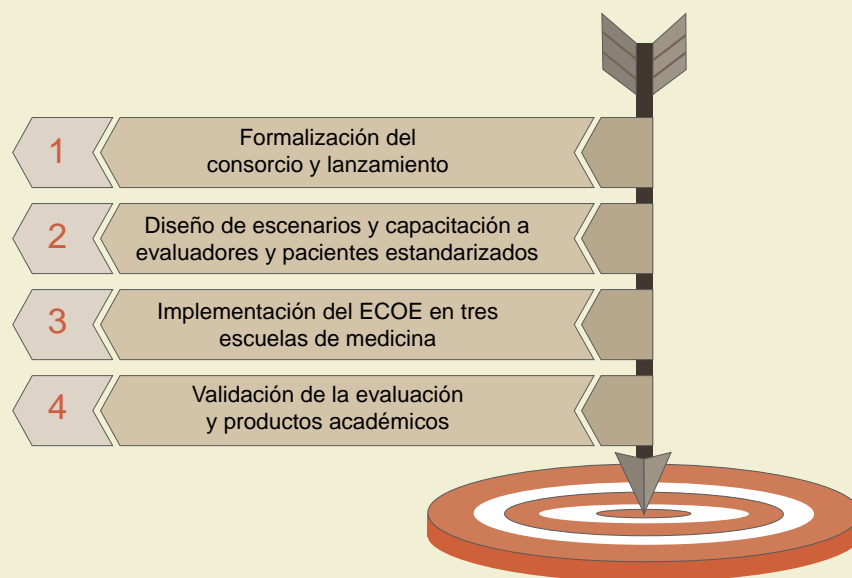 1
Formalización del
consorcio y lanzamiento
2
Diseño de escenarios y capacitación a
evaluadores y pacientes estandarizados
3
Implementación del ECOE en tres
escuelas de medicina
4
Validación de la evaluación
y productos académicos